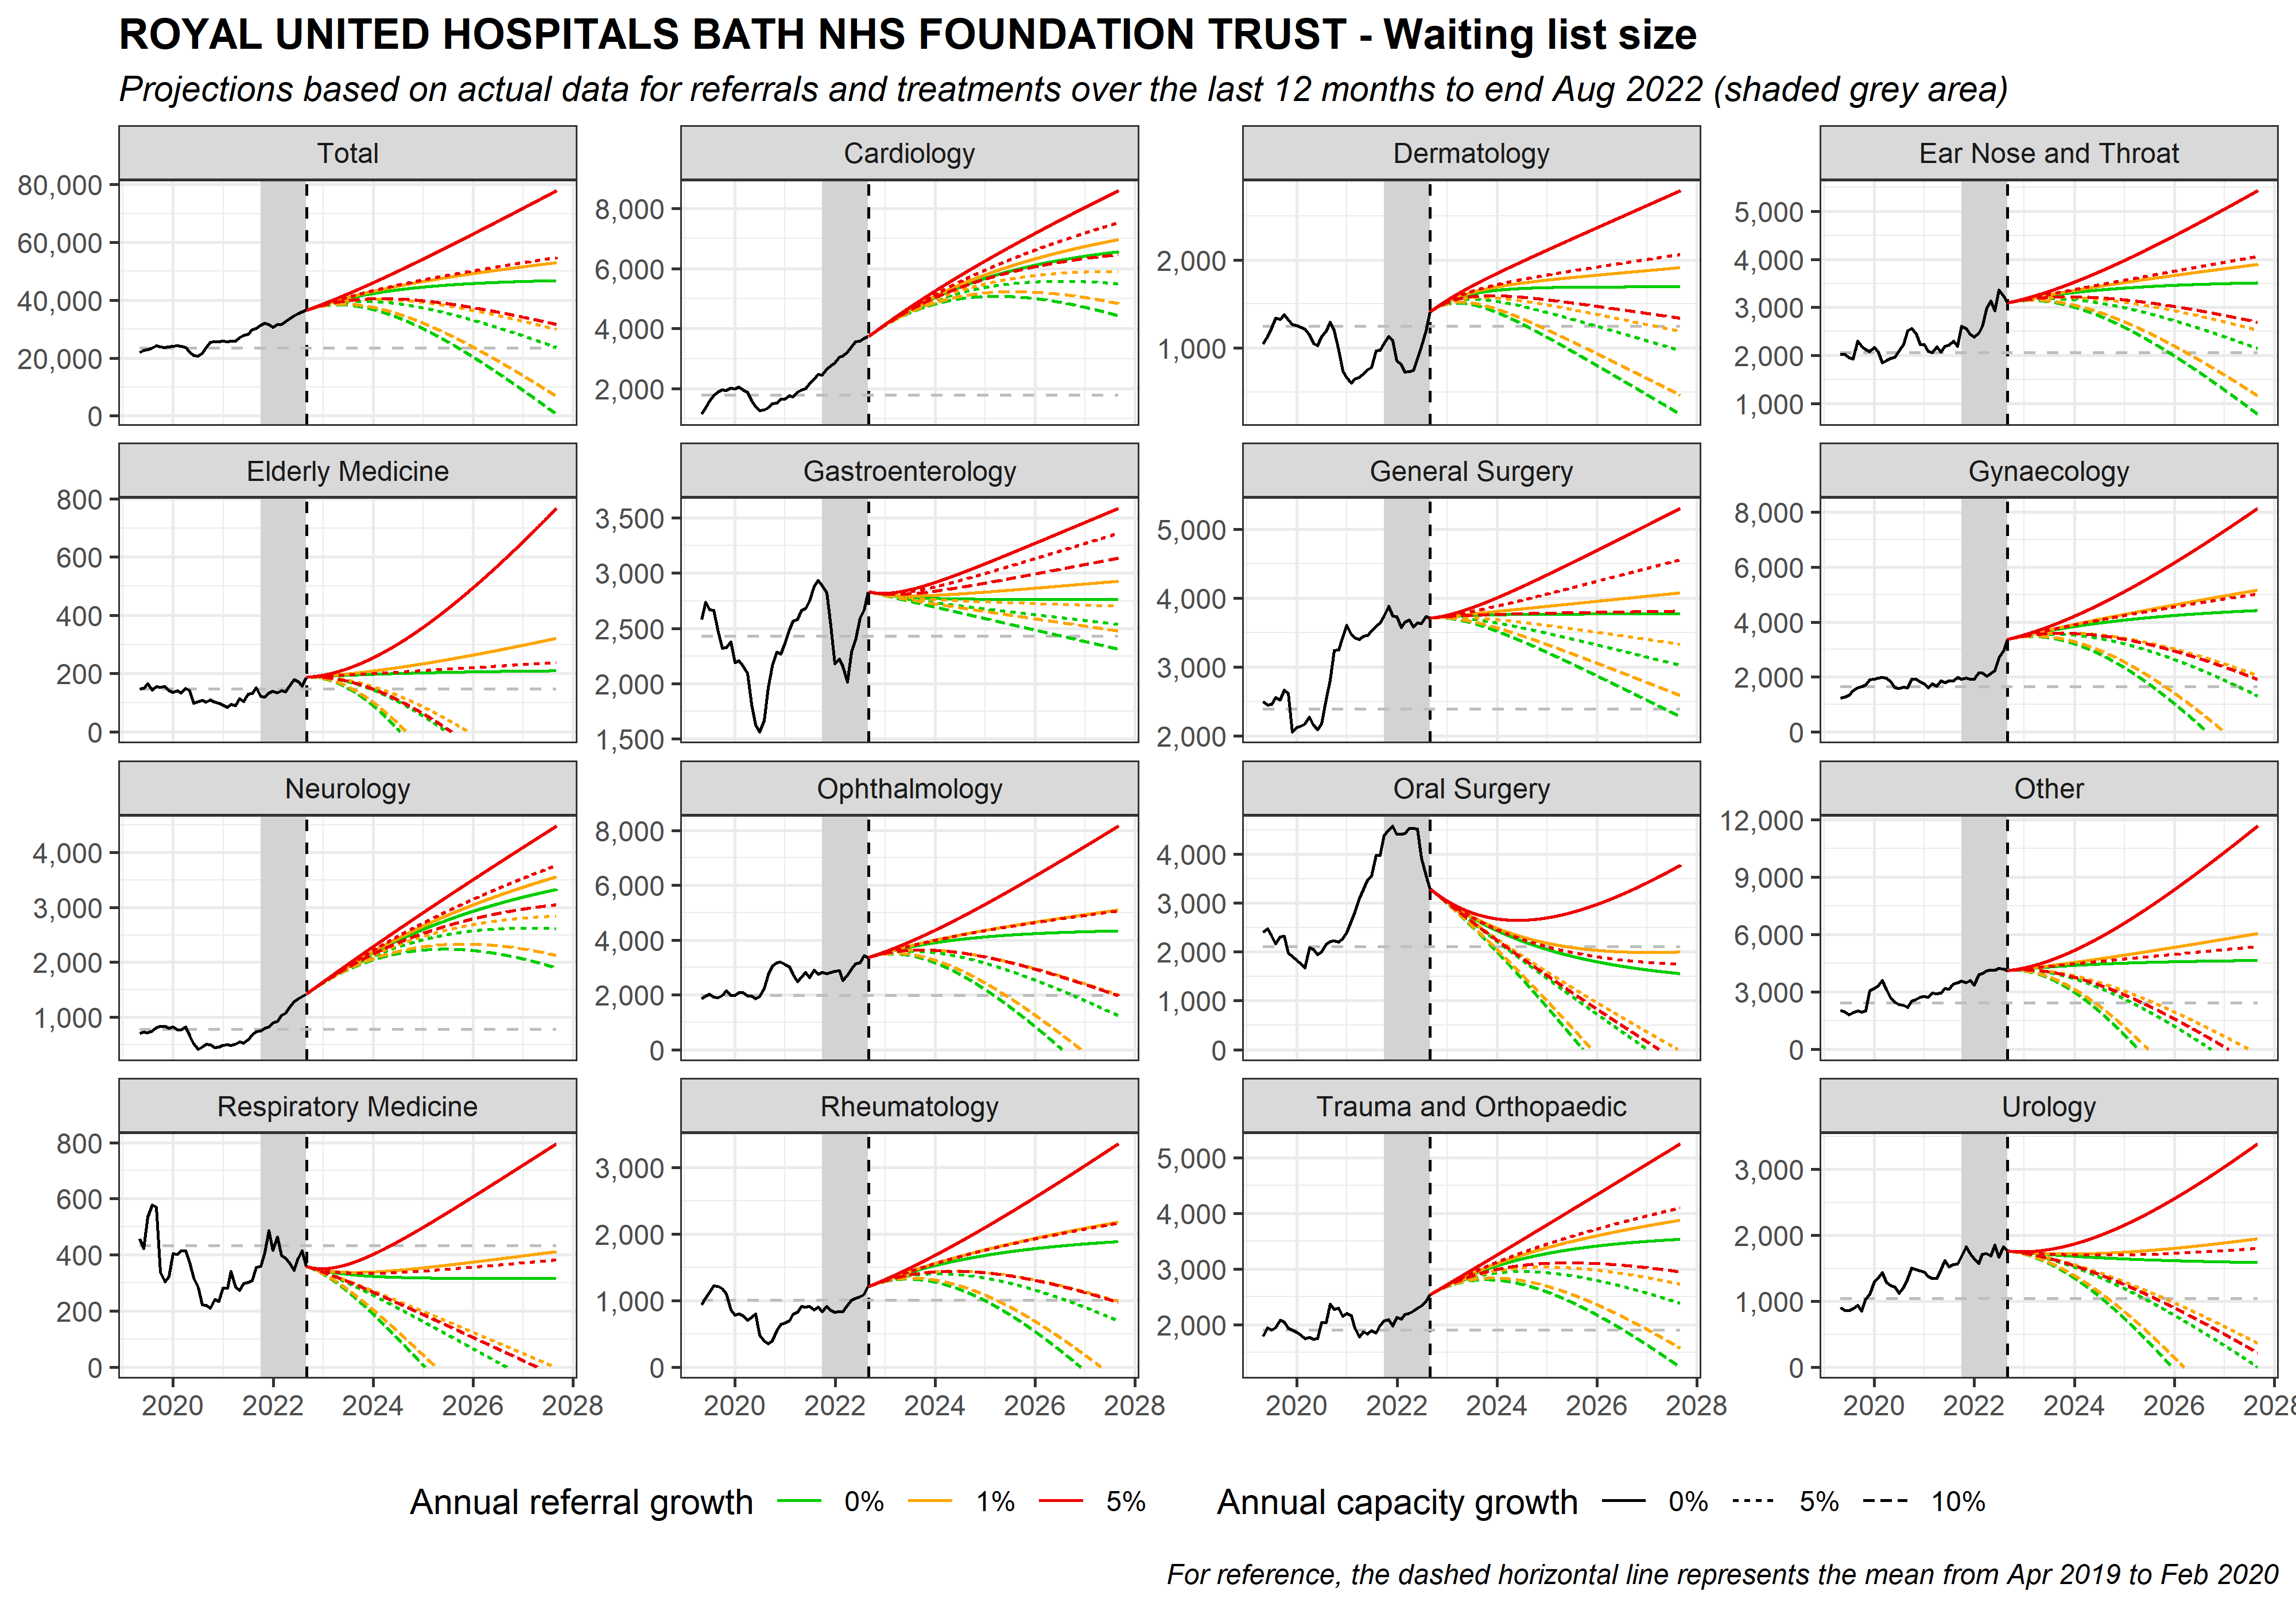 ROYAL UNITED HOSPITALS BATH NHS FOUNDATION TRUST - Waiting list size
Projections based on actual data for referrals and treatments over the last 12 months to end Aug 2022 (shaded grey area)
Total
Cardiology
Dermatology
Ear Nose and Throat
80,000
60,000
40,000
20,000
0
8,000
6,000
4,000
2,000
2,000
1,000
5,000
4,000
3,000
2,000
1,000
Elderly Medicine
Gastroenterology
General Surgery
Gynaecology
800
600
400
200
0
3,500
3,000
2,500
2,000
1,500
5,000
4,000
3,000
2,000
8,000
6,000
4,000
2,000
0
Neurology
Ophthalmology
Oral Surgery
Other
4,000
3,000
2,000
1,000
8,000
6,000
4,000
2,000
0
4,000
3,000
2,000
1,000
0
12,000
9,000
6,000
3,000
0
Respiratory Medicine
Rheumatology
Trauma and Orthopaedic
Urology
800
600
400
200
0
3,000
2,000
1,000
0
5,000
4,000
3,000
2,000
3,000
2,000
1,000
0
2020 2022 2024 2026 2028
2020 2022 2024 2026 2028
2020 2022 2024 2026 2028
2020 2022 2024 2026 2028
Annual referral growth 0% 1% 5%
Annual capacity growth 0% 5% 10%
For reference, the dashed horizontal line represents the mean from Apr 2019 to Feb 2020